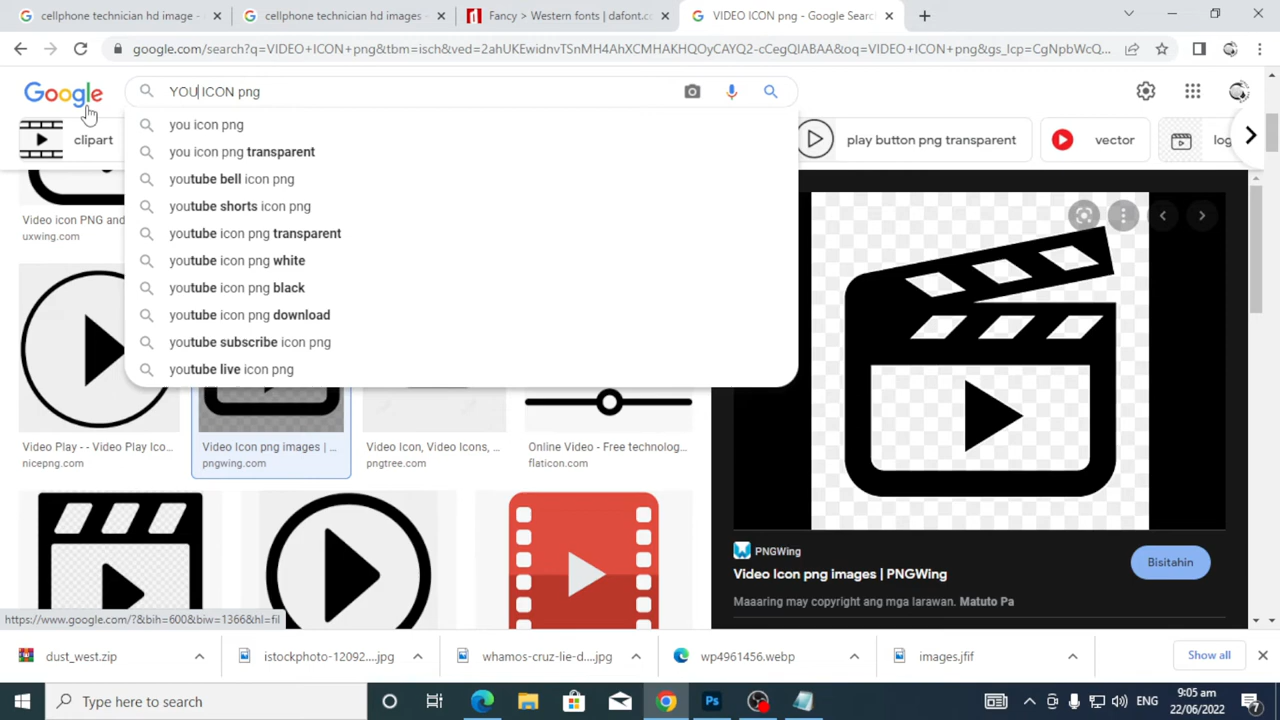 cellphone technician hd image -
cellphone technician hd images -
Fancy > Western fonts | dafont.co
VIDEO ICON png - Google Searc
google.com/search?q=VIDEO+ICON+png&tbm=isch&ved=2ahUKEwidnvTSnMH4AhXCMHAKHQOyCAYQ2-cCegQIABAA&oq=VIDEO+ICON+png&gs_lcp=CgNpbWcQ...
Google
YOU ICON png
clipart
play button png transparent
vector
log
you icon png
you icon png transparent
youtube bell icon png
youtube shorts icon png
youtube icon png transparent
youtube icon png white
youtube icon png black
youtube icon png download
youtube subscribe icon png
youtube live icon png
Video icon PNG and
uxwing.com
Video Play - - Video Play Ico...
nicepng.com
Video Icon png images | ...
pngwing.com
Video Icon, Video Icons, ...
pngtree.com
Online Video - Free technolog...
flaticon.com
PNGWing
Video Icon png images | PNGWing
Bisitahin
Maaaring may copyright ang mga larawan. Matuto Pa
https://www.google.com/?&bih=600&biw=1366&hl=fil
dust_west.zip
istockphoto-12092....jpg
whamos-cruz-lie-d....jpg
wp4961456.webp
images.jfif
Show all
Type here to search
Ps
ENG
9:05 am
22/06/2022
7